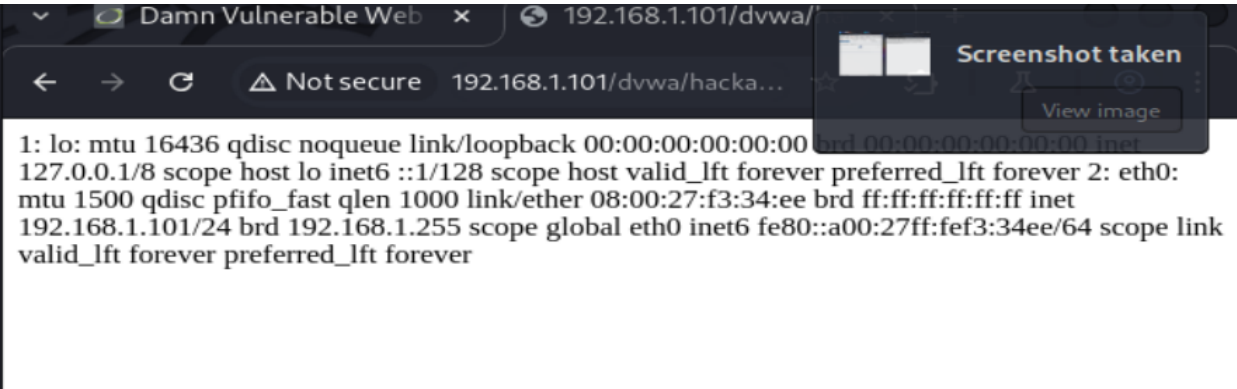 Damn Vulnerable Web
192.168.1.101/dvwa/
Screenshot taken
Not secure 192.168.1.101/dvwa/hacka...
View image
1: lo: mtu 16436 qdisc noqueue link/loopback 00:00:00:00:00:00 brd 00:00:00:00:00:00 inet
127.0.0.1/8 scope host lo inet6 ::1/128 scope host valid_lft forever preferred_lft forever 2: eth0:
mtu 1500 qdisc pfifo_fast qlen 1000 link/ether 08:00:27:f3:34:ee brd ff:ff:ff:ff:ff:ff inet
192.168.1.101/24 brd 192.168.1.255 scope global eth0 inet6 fe80::a00:27ff:fef3:34ee/64 scope link
valid_lft forever preferred_lft forever